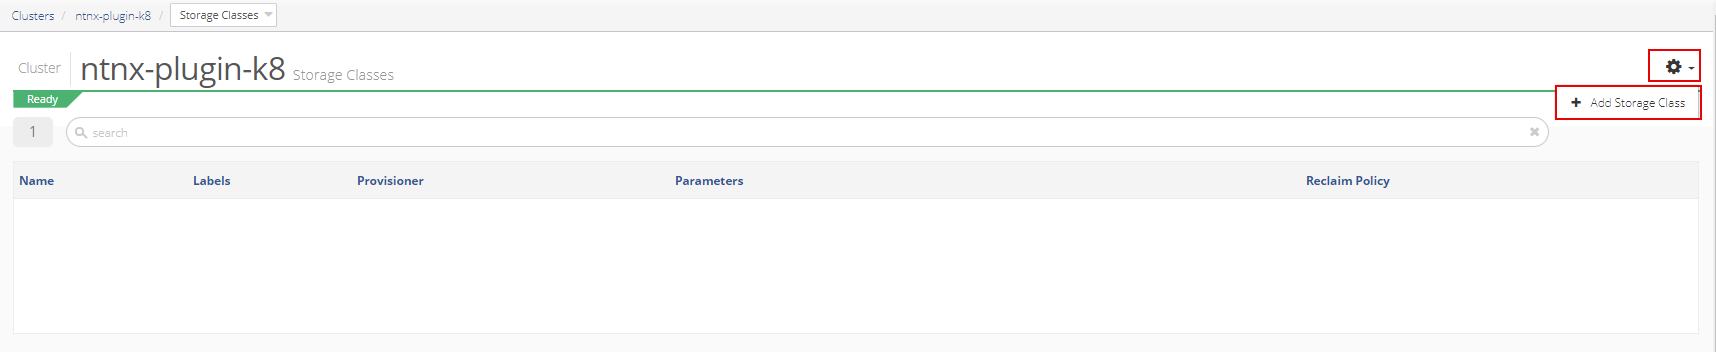 Clusters / ntnx-plugin-k8 / Storage Classes
Cluster ntnx-plugin-k8 Storage Classes
Ready
+ Add Storage Class
1 search
Name Labels Provisioner Parameters Reclaim Policy